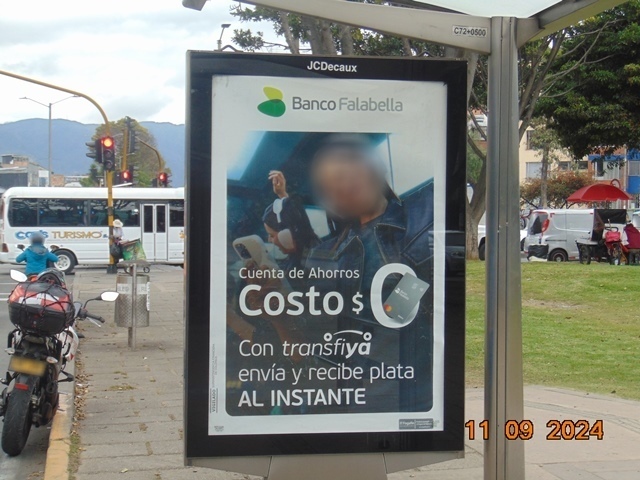 C72+0500
JCDecaux
Banco Falabella
Cuenta de Ahorros
Costo $0
Con transfiYa
envía y recibe plata
AL INSTANTE
TURISMO
11 09 2024